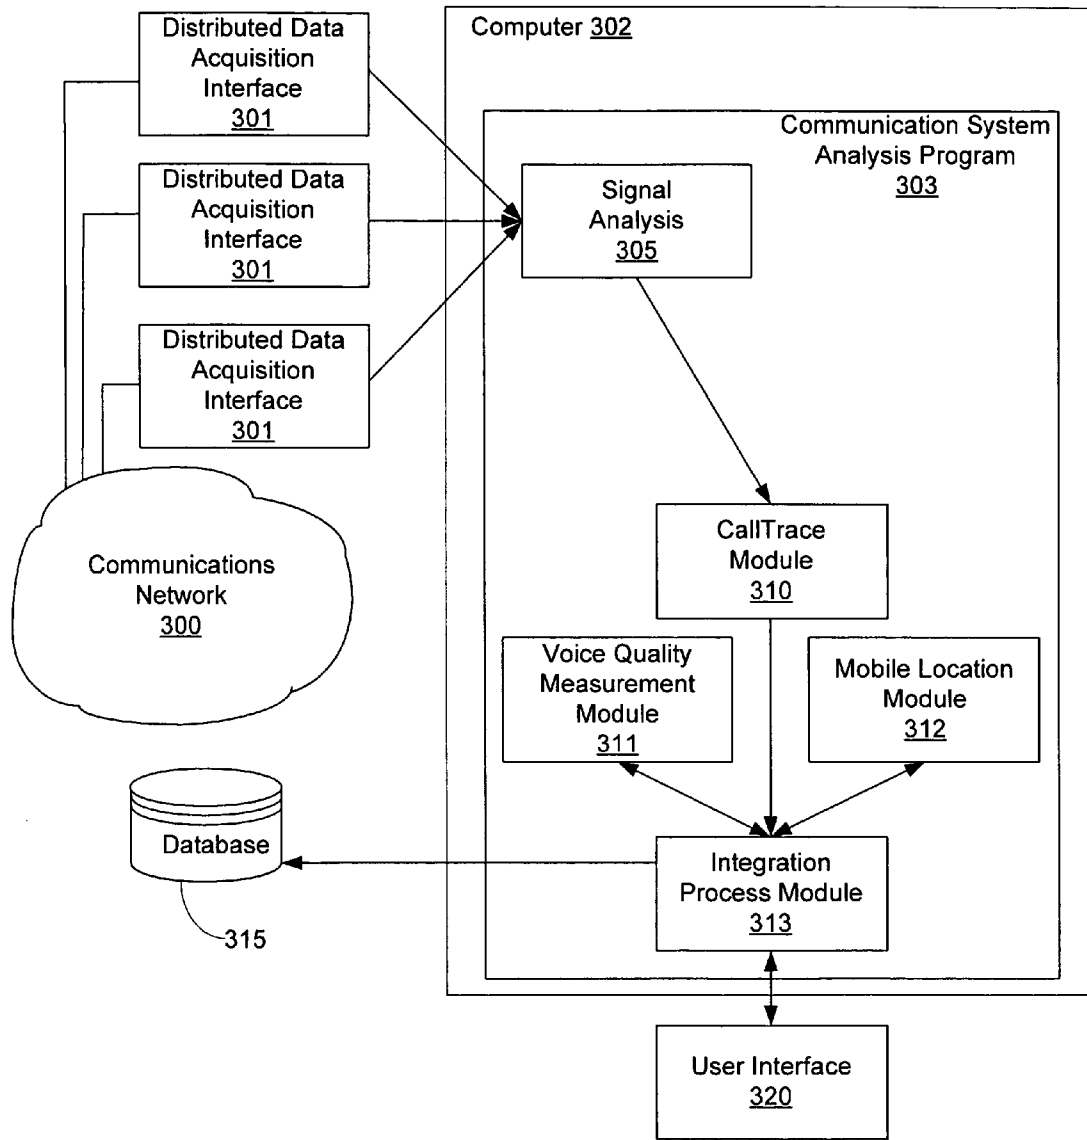 Distributed Data
Acquisition
Interface
301
Distributed Data
Acquisition
Interface
301
Distributed Data
Acquisition
Interface
301
Communications
Network
300
Database
315
Computer 302
Communication System
Analysis Program
303
Signal
Analysis
305
CallTrace
Module
310
Voice Quality
Measurement
Module
311
Mobile Location
Module
312
Integration
Process Module
313
User Interface
320